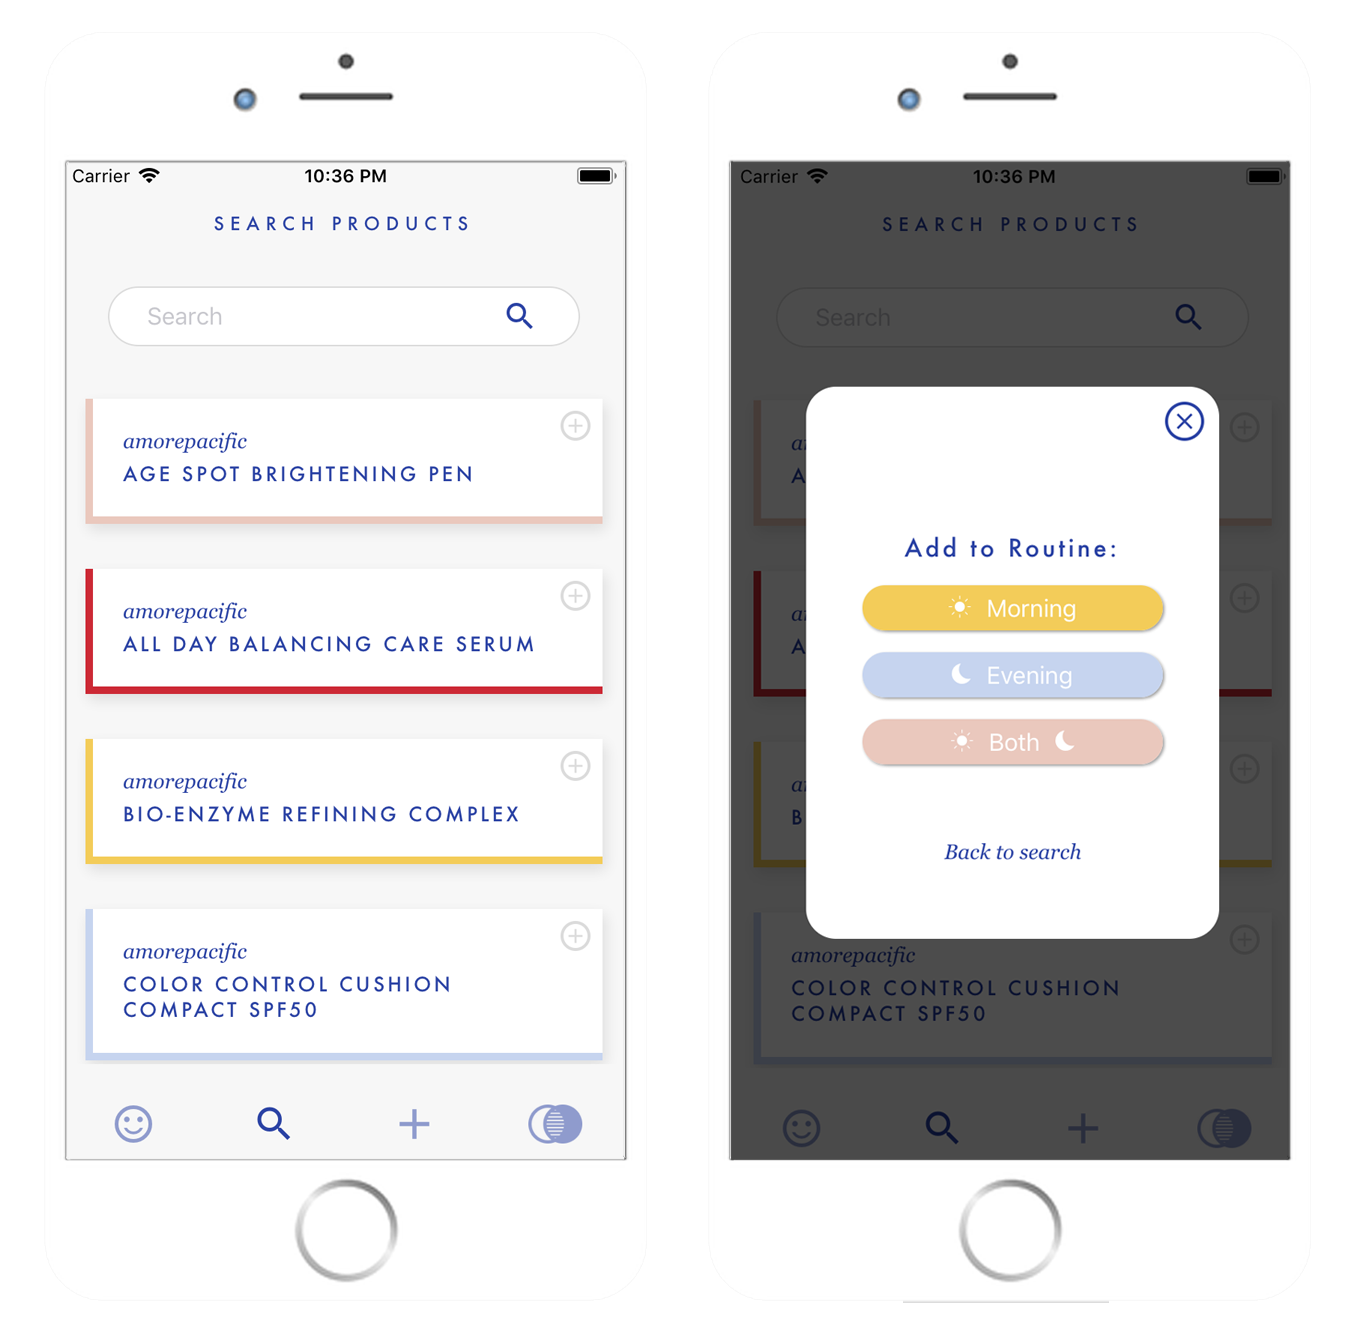 Carrier
10:36 PM
SEARCH PRODUCTS
Search
amorepacific
AGE SPOT BRIGHTENING PEN
amorepacific
ALL DAY BALANCING CARE SERUM
amorepacific
BIO-ENZYME REFINING COMPLEX
amorepacific
COLOR CONTROL CUSHION
COMPACT SPF50
Carrier
10:36 PM
SEARCH PRODUCTS
Search
a
A
Add to Routine:
Morning
a
A
Evening
Both
a
B
Back to search
amorepacific
COLOR CONTROL CUSHION
COMPACT SPF50